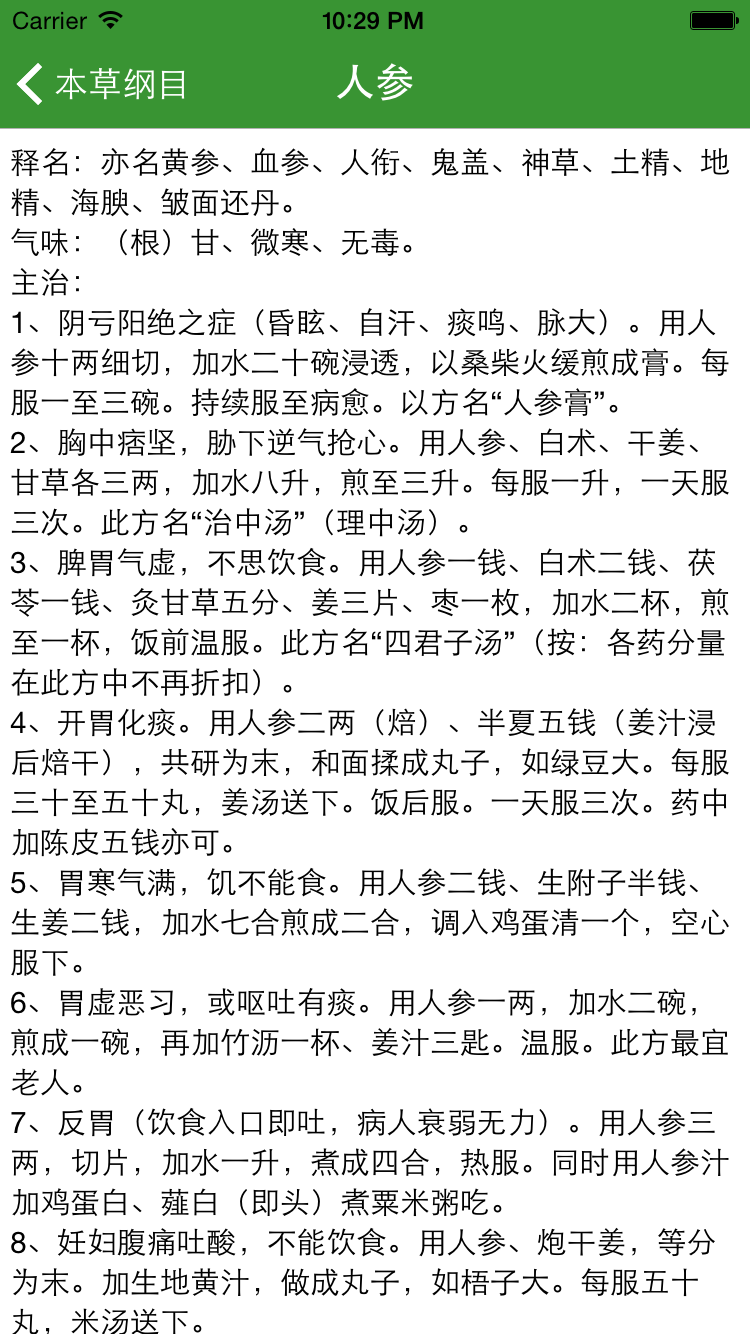 Carrier 10:29 PM
本草纲目 人参
释名：亦名黄参、血参、人衔、鬼盖、神草、土精、地
精、海腴、皱面还丹。
气味：（根）甘、微寒、无毒。
主治：
1、阴亏阳绝之症（昏眩、自汗、痰鸣、脉大）。用人
参十两细切，加水二十碗浸透，以桑柴火缓煎成膏。每
服一至三碗。持续服至病愈。以方名“人参膏”。
2、胸中痞坚，胁下逆气抢心。用人参、白术、干姜、
甘草各三两，加水八升，煎至三升。每服一升，一天服
三次。此方名“治中汤”（理中汤）。
3、脾胃气虚，不思饮食。用人参一钱、白术二钱、茯
苓一钱、灸甘草五分、姜三片、枣一枚，加水二杯，煎
至一杯，饭前温服。此方名“四君子汤”（按：各药分量
在此方中不再折扣）。
4、开胃化痰。用人参二两（焙）、半夏五钱（姜汁浸
后焙干），共研为末，和面揉成丸子，如绿豆大。每服
三十至五十丸，姜汤送下。饭后服。一天服三次。药中
加陈皮五钱亦可。
5、胃寒气满，饥不能食。用人参二钱、生附子半钱、
生姜二钱，加水七合煎成二合，调入鸡蛋清一个，空心
服下。
6、胃虚恶习，或呕吐有痰。用人参一两，加水二碗，
煎成一碗，再加竹沥一杯、姜汁三匙。温服。此方最宜
老人。
7、反胃（饮食入口即吐，病人衰弱无力）。用人参三
两，切片，加水一升，煮成四合，热服。同时用人参汁
加鸡蛋白、薤白（即头）煮粟米粥吃。
8、妊妇腹痛吐酸，不能饮食。用人参、炮干姜，等分
为末。加生地黄汁，做成丸子，如梧子大。每服五十
丸，米汤送下。